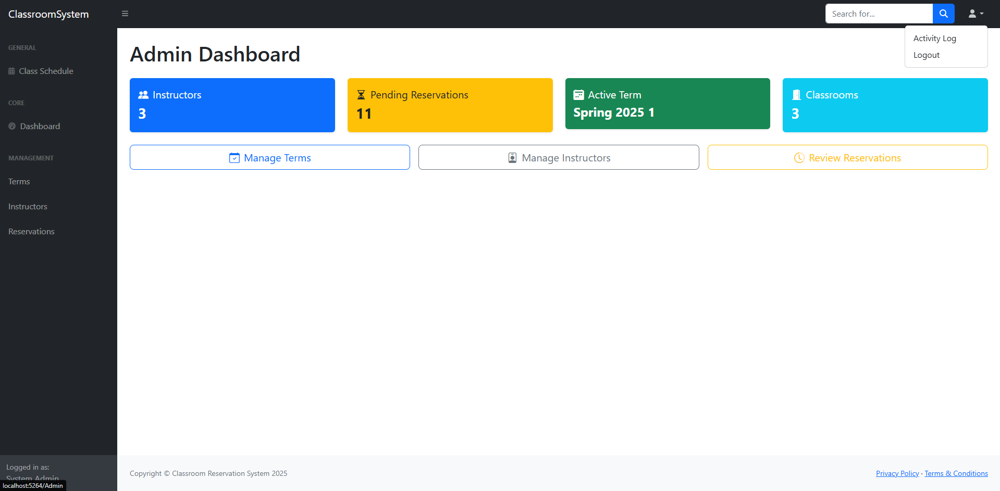 ClassroomSystem
Search for...
Activity Log
Logout
GENERAL
Class Schedule
CORE
Dashboard
MANAGEMENT
Terms
Instructors
Reservations
Logged in as:
System Admin
localhost:5264/Admin
Admin Dashboard
Instructors
3
Pending Reservations
11
Active Term
Spring 2025 1
Classrooms
3
Manage Terms
Manage Instructors
Review Reservations
Copyright © Classroom Reservation System 2025
Privacy Policy · Terms & Conditions